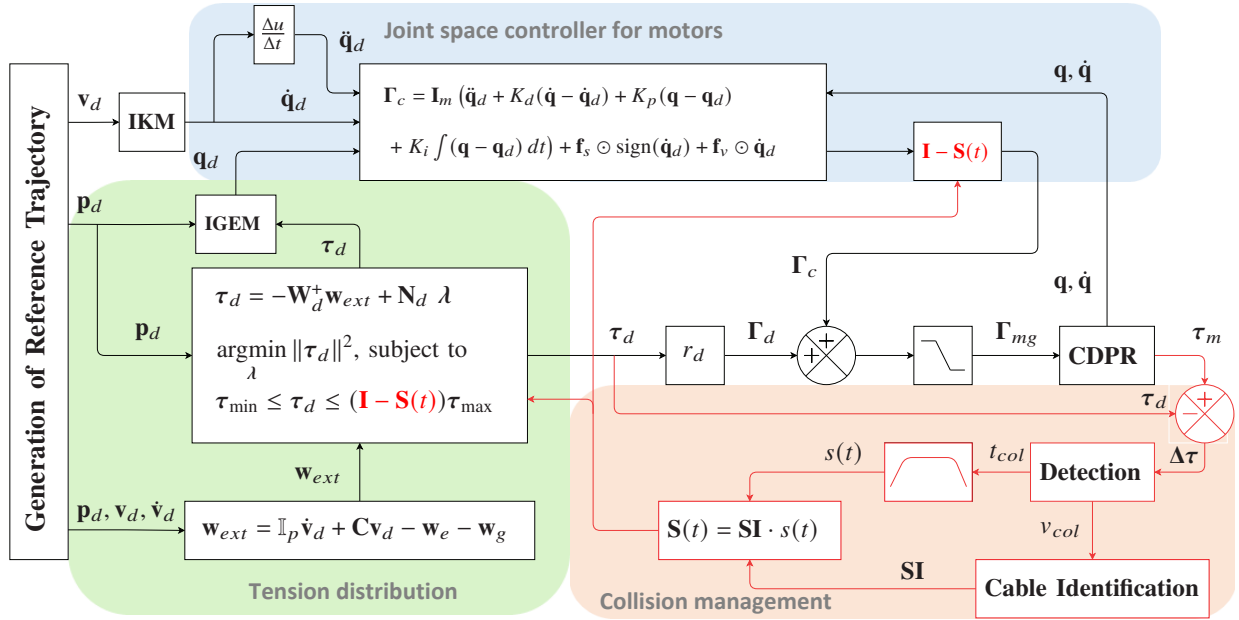 Joint space controller for motors
Δu
Δt
q̈_d
q, q̇
v_d
IKM
q̇_d
Γ_c = I_m (q̈_d + K_d(q̇ − q̇_d) + K_p(q − q_d)
+ K_i ∫(q − q_d) dt) + f_s ⊙ sign(q̇_d) + f_v ⊙ q̇_d
I − S(t)
q_d
Generation of Reference Trajectory
p_d
IGEM
τ_d
Γ_c
q, q̇
τ_d = −W_d^+ w_ext + N_d λ
p_d
argmin ‖τ_d‖², subject to
λ
τ_min ≤ τ_d ≤ (I − S(t))τ_max
τ_d
r_d
Γ_d
+
+
Γ_mg
CDPR
τ_m
τ_d
+
−
Δτ
w_ext
s(t)
t_col
Detection
p_d, v_d, v̇_d
w_ext = 𝕀_p v̇_d + Cv_d − w_e − w_g
S(t) = SI · s(t)
v_col
SI
Cable Identification
Tension distribution
Collision management